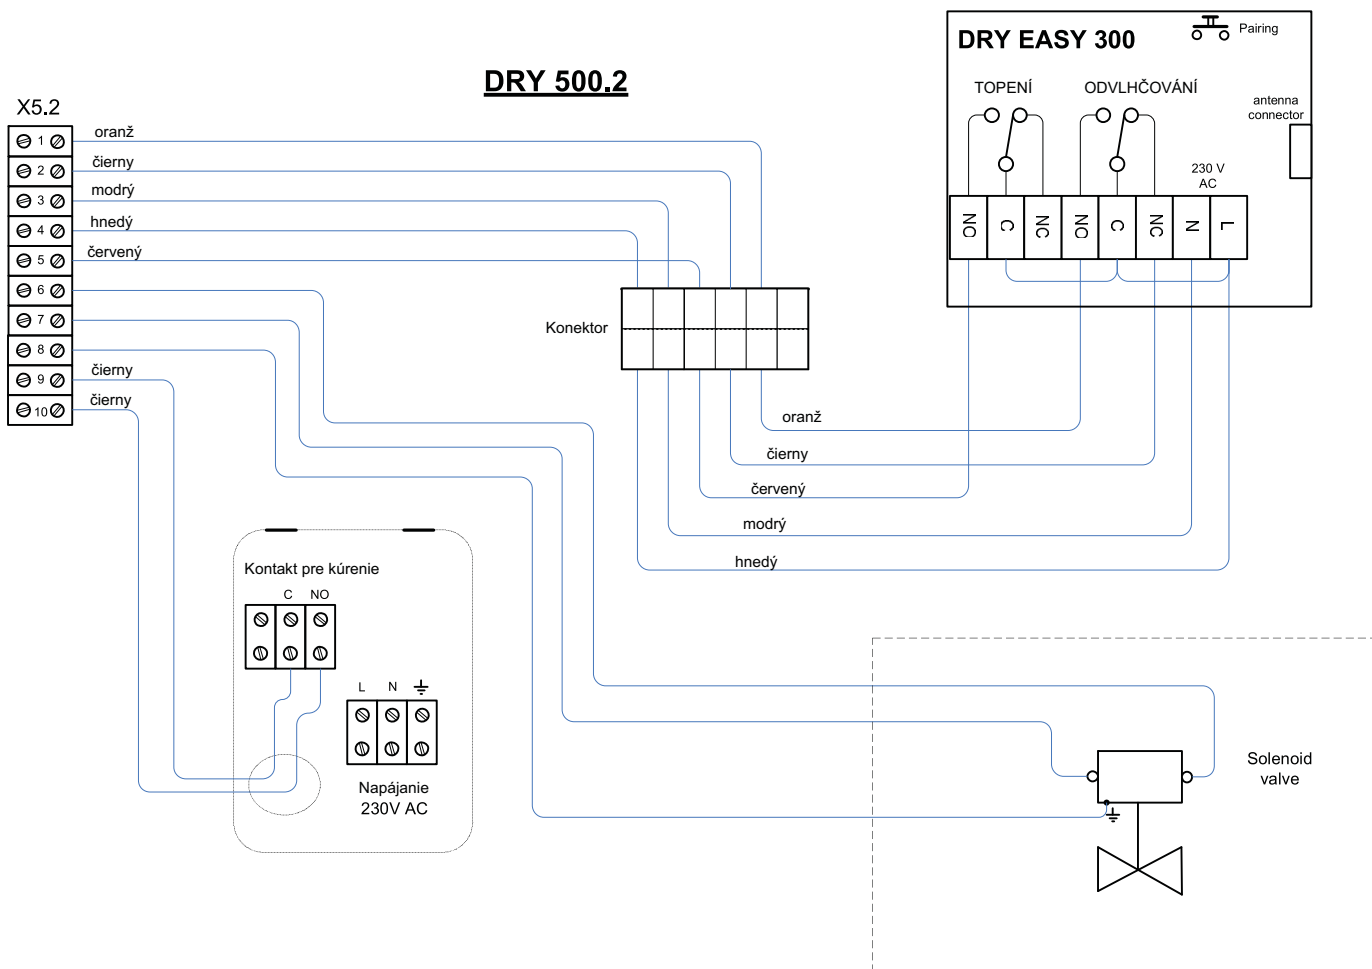 DRY 500.2
DRY EASY 300
Pairing
TOPENÍ
ODVLHČOVÁNÍ
antenna
connector
230 V
AC
NC
C
NC
NC
C
NC
N
L
X5.2
1
oranž
2
čierny
3
modrý
4
hnedý
5
červený
6
7
8
9
čierny
10
čierny
Konektor
oranž
čierny
červený
modrý
hnedý
Kontakt pre kúrenie
C NO
L N
Napájanie
230V AC
Solenoid
valve